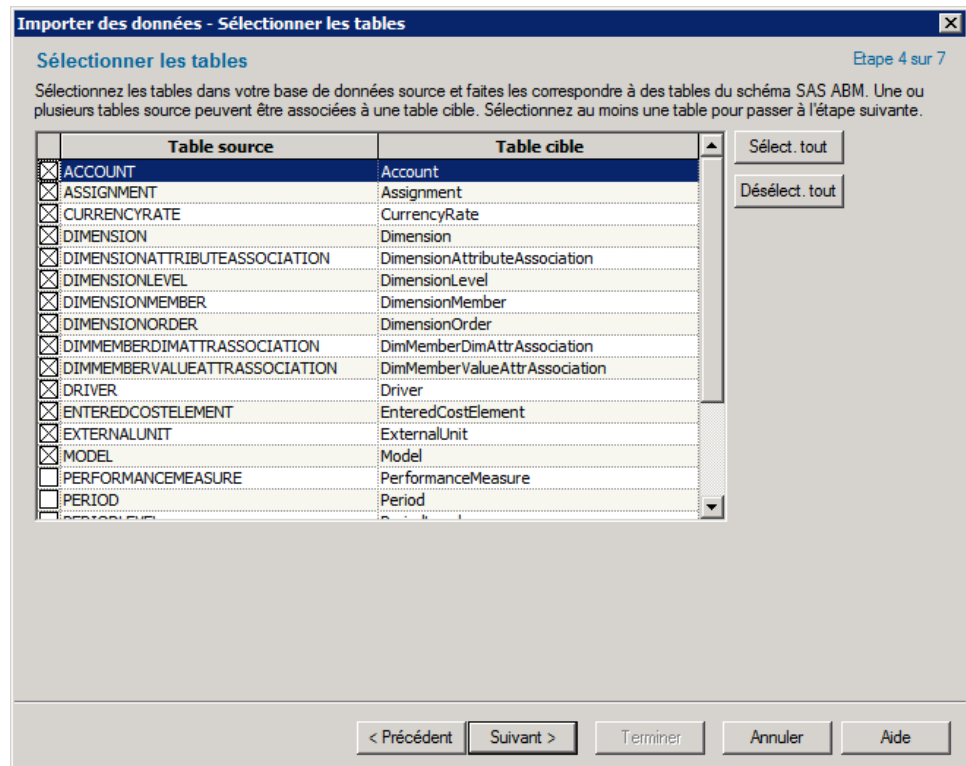 Importer des données - Sélectionner les tables
Sélectionner les tables
Etape 4 sur 7
Sélectionnez les tables dans votre base de données source et faites les correspondre à des tables du schéma SAS ABM. Une ou
plusieurs tables source peuvent être associées à une table cible. Sélectionnez au moins une table pour passer à l'étape suivante.
Table source Table cible
Sélect. tout
Désélect. tout
ACCOUNT Account
ASSIGNMENT Assignment
CURRENCYRATE CurrencyRate
DIMENSION Dimension
DIMENSIONATTRIBUTEASSOCIATION DimensionAttributeAssociation
DIMENSIONLEVEL DimensionLevel
DIMENSIONMEMBER DimensionMember
DIMENSIONORDER DimensionOrder
DIMMEMBERDIMATTRASSOCIATION DimMemberDimAttrAssociation
DIMMEMBERVALUEATTRASSOCIATION DimMemberValueAttrAssociation
DRIVER Driver
ENTEREDCOSTELEMENT EnteredCostElement
EXTERNALUNIT ExternalUnit
MODEL Model
PERFORMANCEMEASURE PerformanceMeasure
PERIOD Period
< Précédent Suivant > Terminer Annuler Aide